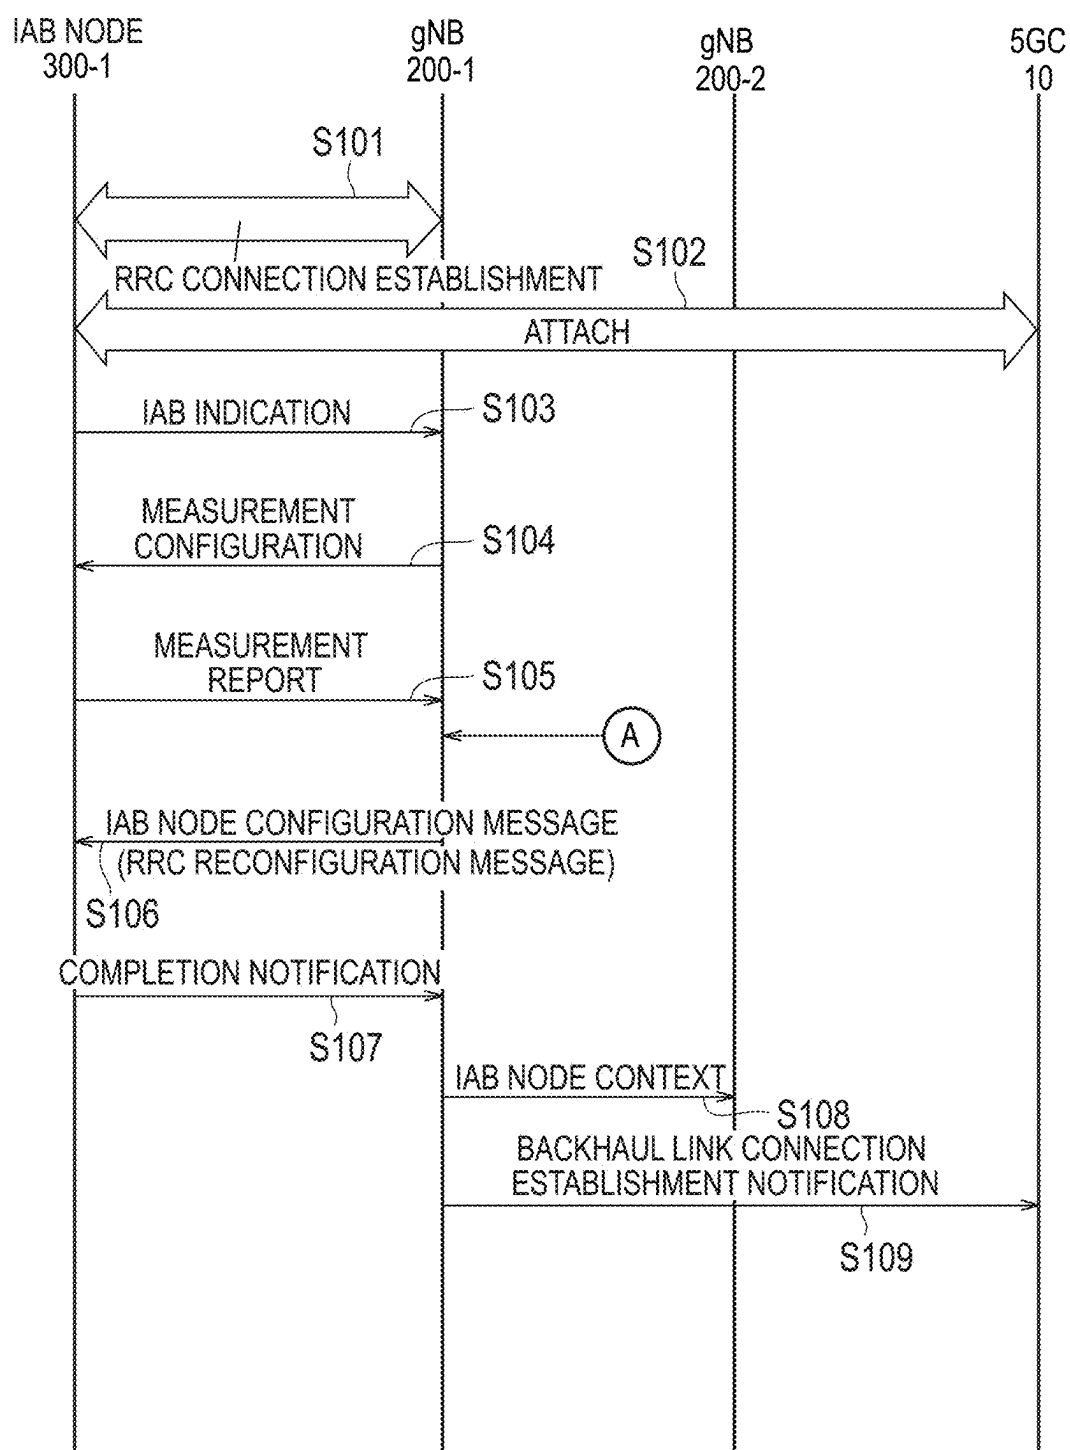 IAB NODE
300-1
gNB
200-1
gNB
200-2
5GC
10
S101
RRC CONNECTION ESTABLISHMENT
S102
ATTACH
IAB INDICATION
S103
MEASUREMENT
CONFIGURATION
S104
MEASUREMENT
REPORT
S105
A
IAB NODE CONFIGURATION MESSAGE
(RRC RECONFIGURATION MESSAGE)
S106
COMPLETION NOTIFICATION
S107
IAB NODE CONTEXT
S108
BACKHAUL LINK CONNECTION
ESTABLISHMENT NOTIFICATION
S109